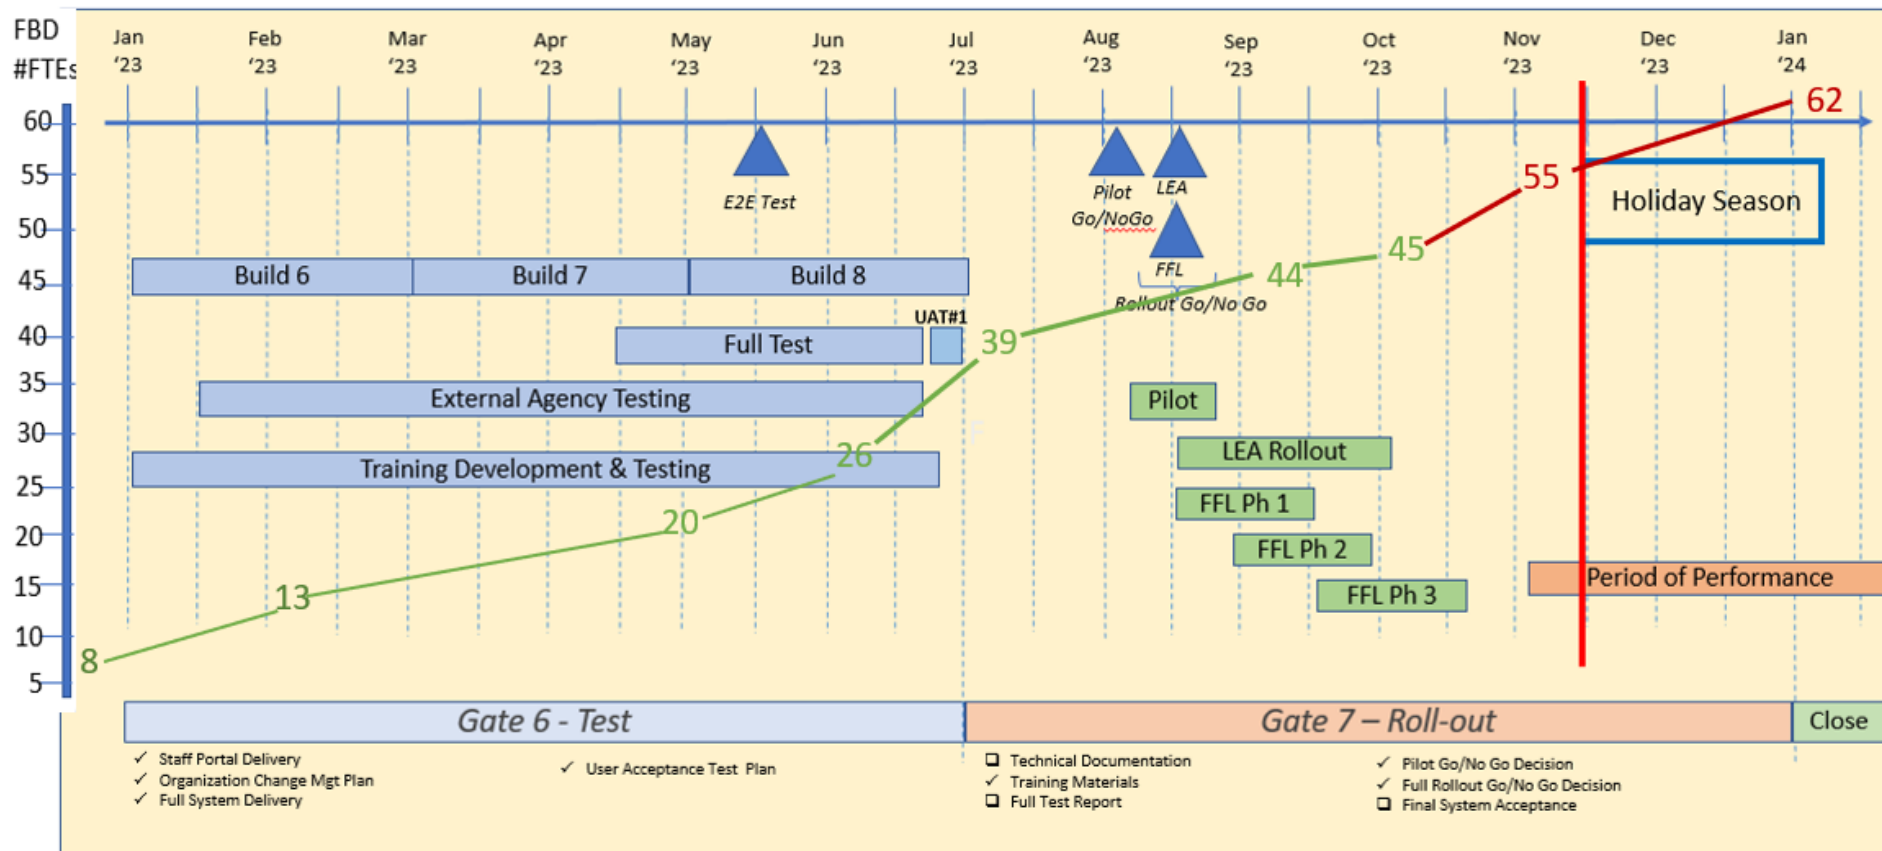 FBD
#FTEs
Jan Feb Mar Apr May Jun Jul Aug Sep Oct Nov Dec Jan
‘23 ‘23 ‘23 ‘23 ‘23 ‘23 ‘23 ‘23 ‘23 ‘23 ‘23 ‘23 ‘24
60
55
50
45
40
35
30
25
20
15
10
5
62
55
45
44
39
26
20
13
8
E2E Test
Pilot
Go/NoGo
LEA
FFL
Rollout Go/No Go
Holiday Season
Build 6
Build 7
Build 8
UAT#1
Full Test
External Agency Testing
Training Development & Testing
F
Pilot
LEA Rollout
FFL Ph 1
FFL Ph 2
FFL Ph 3
Period of Performance
Gate 6 - Test
Gate 7 – Roll-out
Close
✓ Staff Portal Delivery
✓ Organization Change Mgt Plan
✓ Full System Delivery
✓ User Acceptance Test Plan
❑ Technical Documentation
✓ Training Materials
❑ Full Test Report
✓ Pilot Go/No Go Decision
✓ Full Rollout Go/No Go Decision
❑ Final System Acceptance